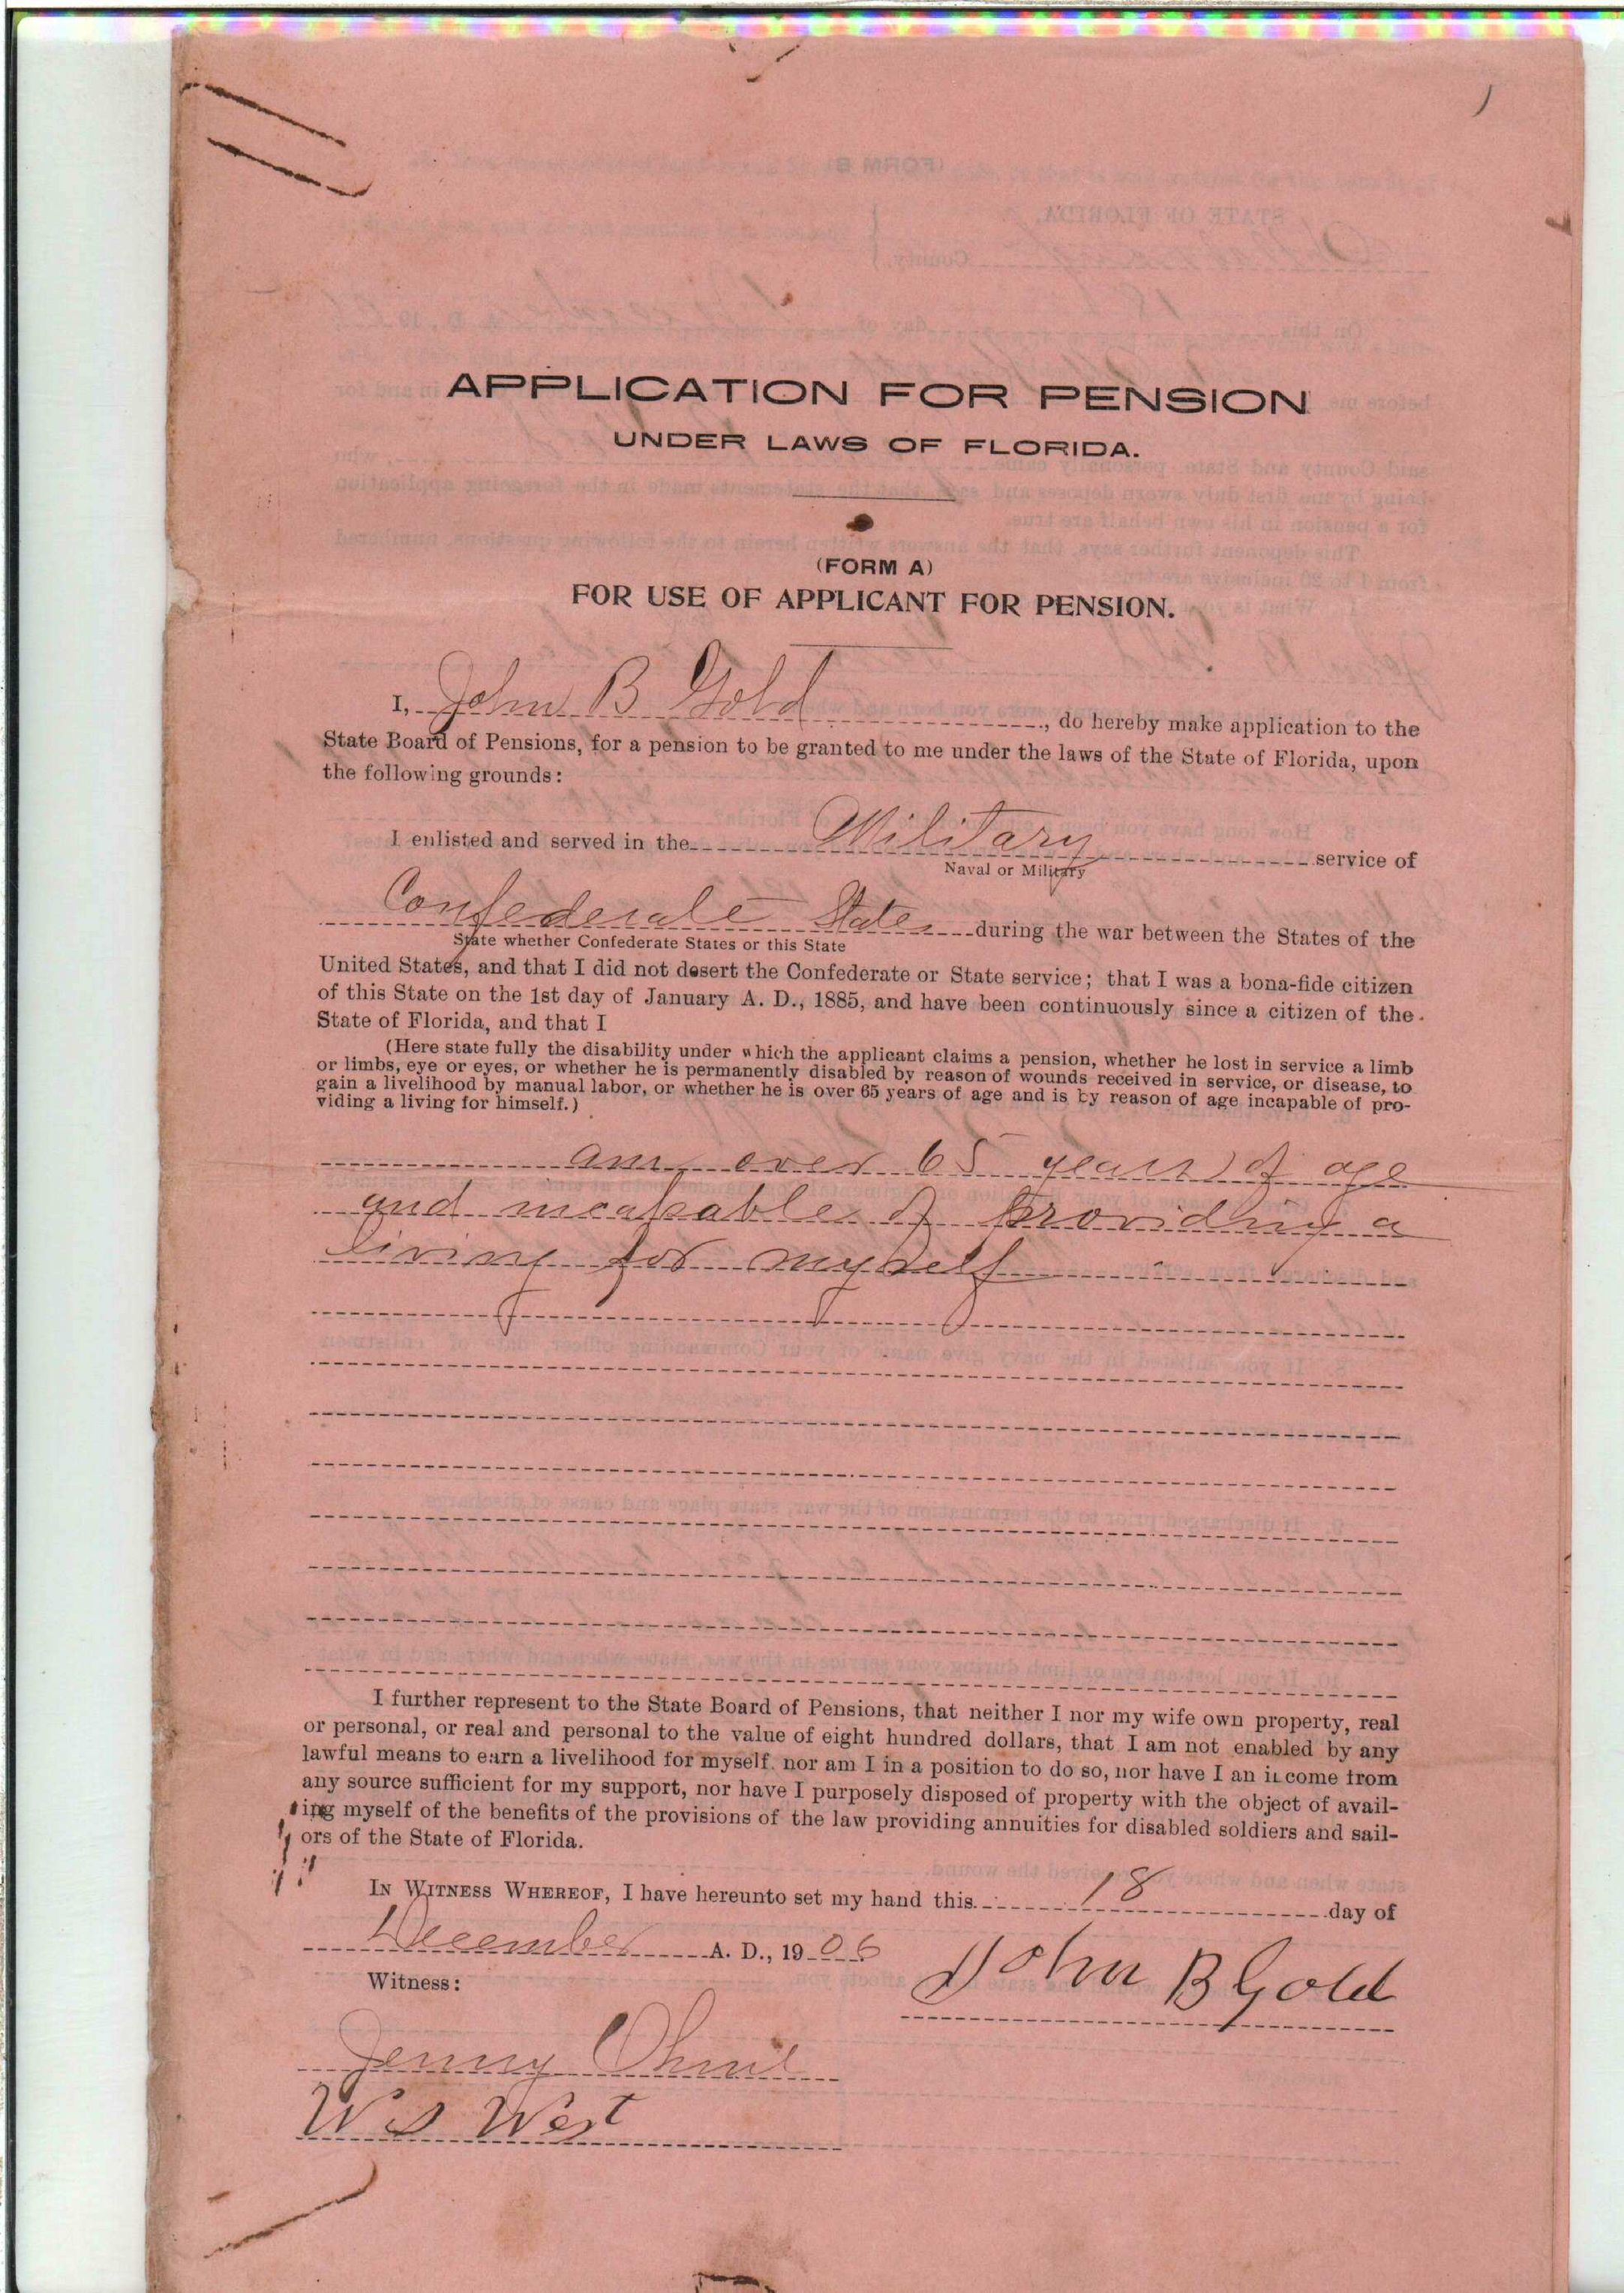 APPLICATION FOR PENSION
UNDER LAWS OF FLORIDA.
(FORM A)
FOR USE OF APPLICANT FOR PENSION.
I, John B Gold, do hereby make application to the
State Board of Pensions, for a pension to be granted to me under the laws of the State of Florida, upon
the following grounds:
I enlisted and served in the Military service of
Naval or Military
Confederate States during the war between the States of the
State whether Confederate States or this State
United States, and that I did not desert the Confederate or State service; that I was a bona-fide citizen
of this State on the 1st day of January A. D., 1885, and have been continuously since a citizen of the
State of Florida, and that I
(Here state fully the disability under which the applicant claims a pension, whether he lost in service a limb
or limbs, eye or eyes, or whether he is permanently disabled by reason of wounds received in service, or disease, to
gain a livelihood by manual labor, or whether he is over 65 years of age and is by reason of age incapable of pro-
viding a living for himself.)
am over 65 years of age
and incapable of providing a
living for myself
I further represent to the State Board of Pensions, that neither I nor my wife own property, real
or personal, or real and personal to the value of eight hundred dollars, that I am not enabled by any
lawful means to earn a livelihood for myself. nor am I in a position to do so, nor have I an income from
any source sufficient for my support, nor have I purposely disposed of property with the object of avail-
ing myself of the benefits of the provisions of the law providing annuities for disabled soldiers and sail-
ors of the State of Florida.
IN WITNESS WHEREOF, I have hereunto set my hand this 18 day of
December A. D., 1906
John B Gold
Witness:
Jenny
W S West